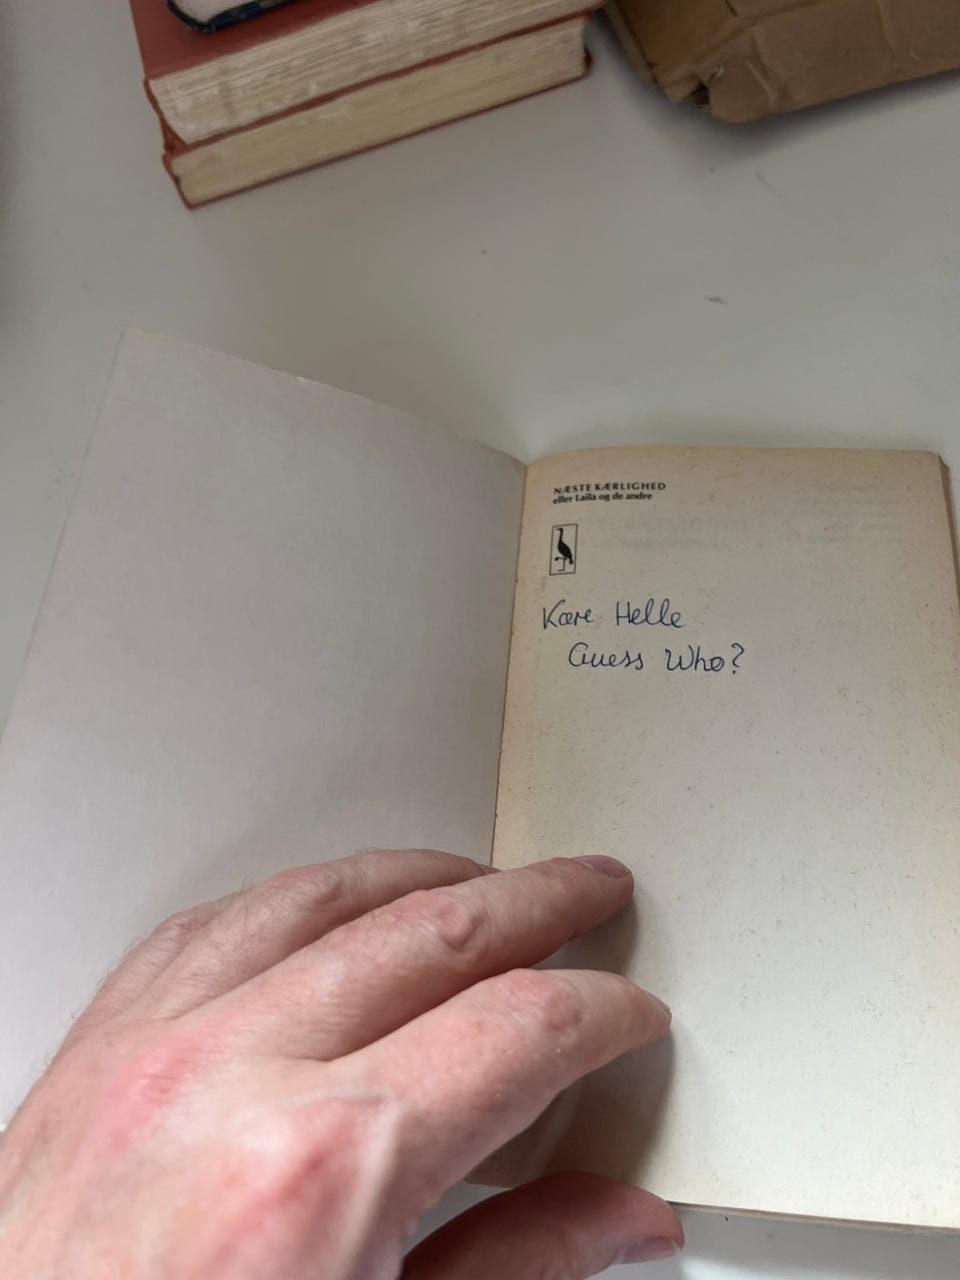 NÆSTE KÆRLIGHED
eller Laila og de andre
Kære Helle
Guess Who?